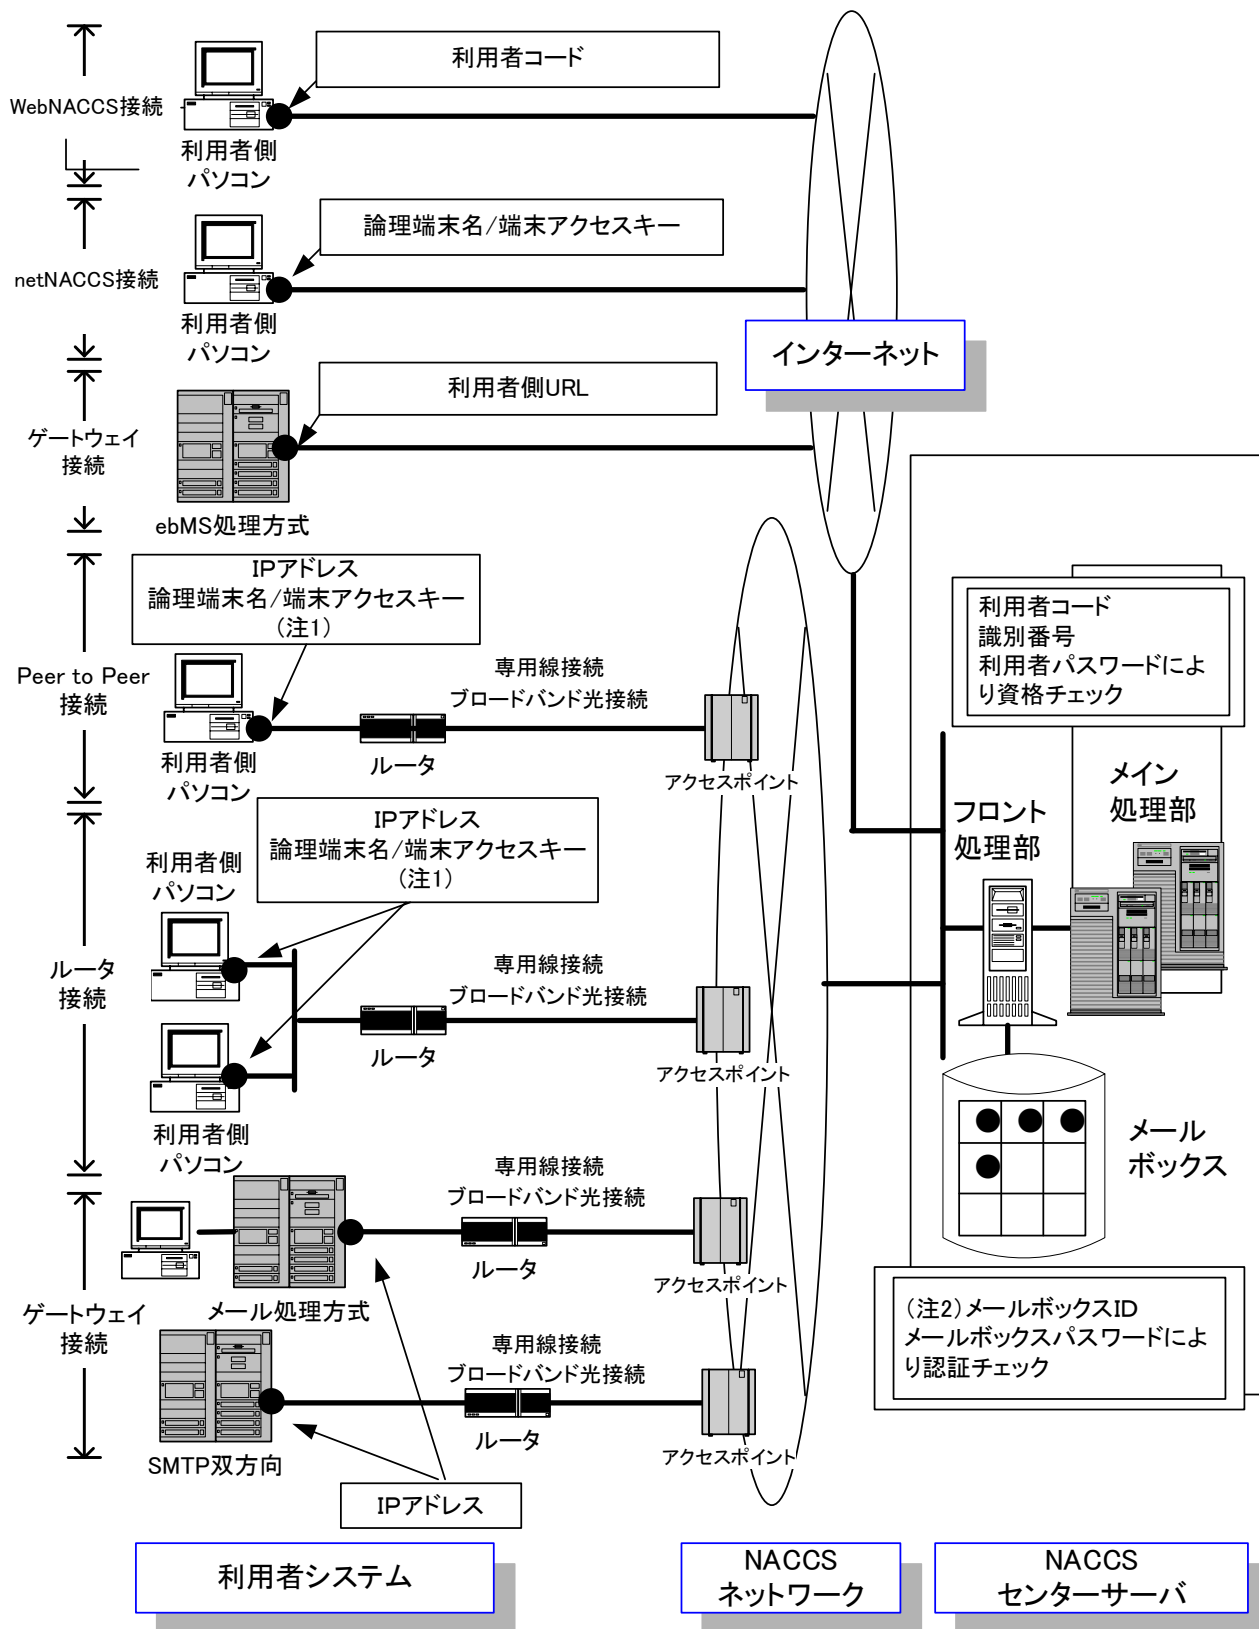 WebNACCS接続
利用者コード
利用者側
パソコン
netNACCS接続
論理端末名/端末アクセスキー
利用者側
パソコン
インターネット
ゲートウェイ
接続
利用者側URL
ebMS処理方式
Peer to Peer
接続
IPアドレス
論理端末名/端末アクセスキー
(注1)
専用線接続
ブロードバンド光接続
利用者側
パソコン
ルータ
アクセスポイント
利用者コード
識別番号
利用者パスワードによ
り資格チェック
メイン
処理部
フロント
処理部
ルータ
接続
IPアドレス
論理端末名/端末アクセスキー
(注1)
利用者側
パソコン
専用線接続
ブロードバンド光接続
ルータ
アクセスポイント
利用者側
パソコン
メール
ボックス
ゲートウェイ
接続
専用線接続
ブロードバンド光接続
ルータ
アクセスポイント
メール処理方式
(注2)メールボックスID
メールボックスパスワードによ
り認証チェック
専用線接続
ブロードバンド光接続
ルータ
アクセスポイント
SMTP双方向
IPアドレス
利用者システム
NACCS
ネットワーク
NACCS
センターサーバ